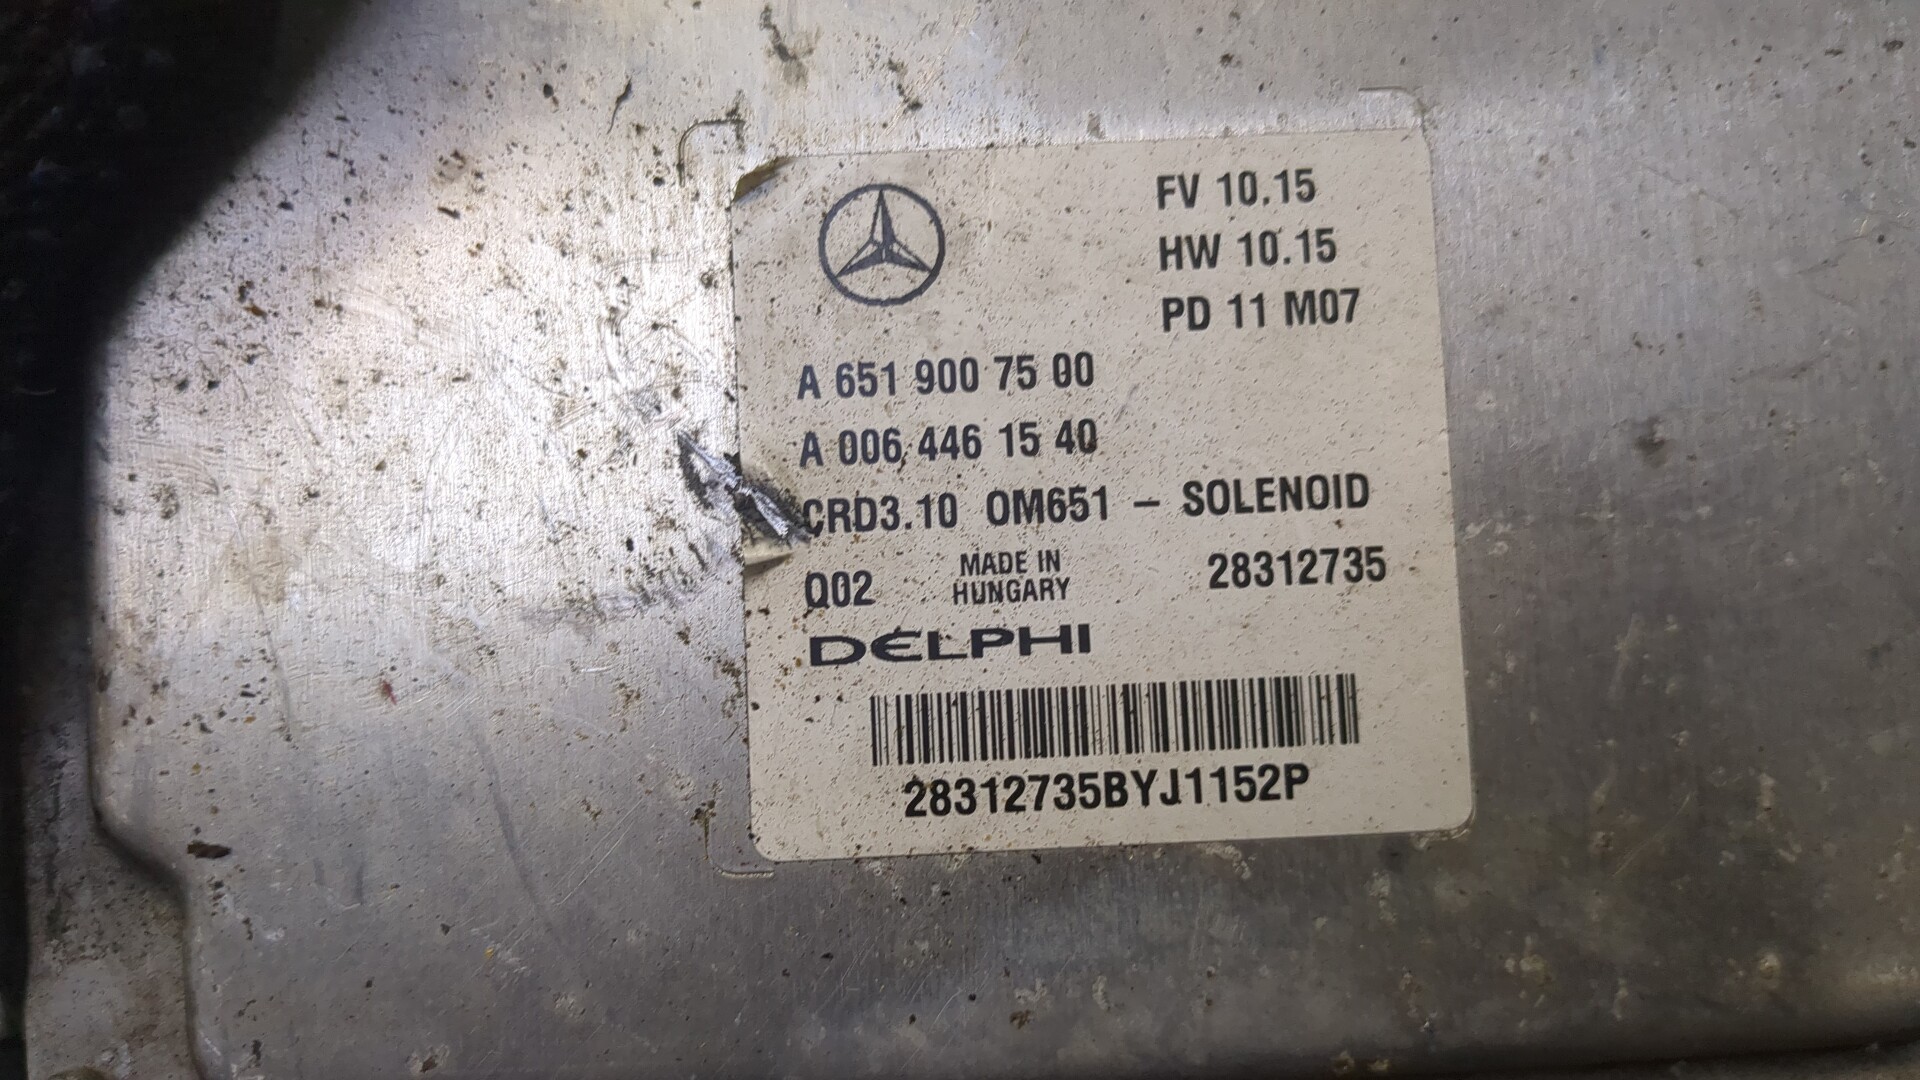 FV 10.15
HW 10.15
PD 11 M07
A 651 900 75 00
A 006 446 15 40
CRD3.10 OM651 – SOLENOID
Q02 MADE IN HUNGARY 28312735
DELPHI
28312735BYJ1152P